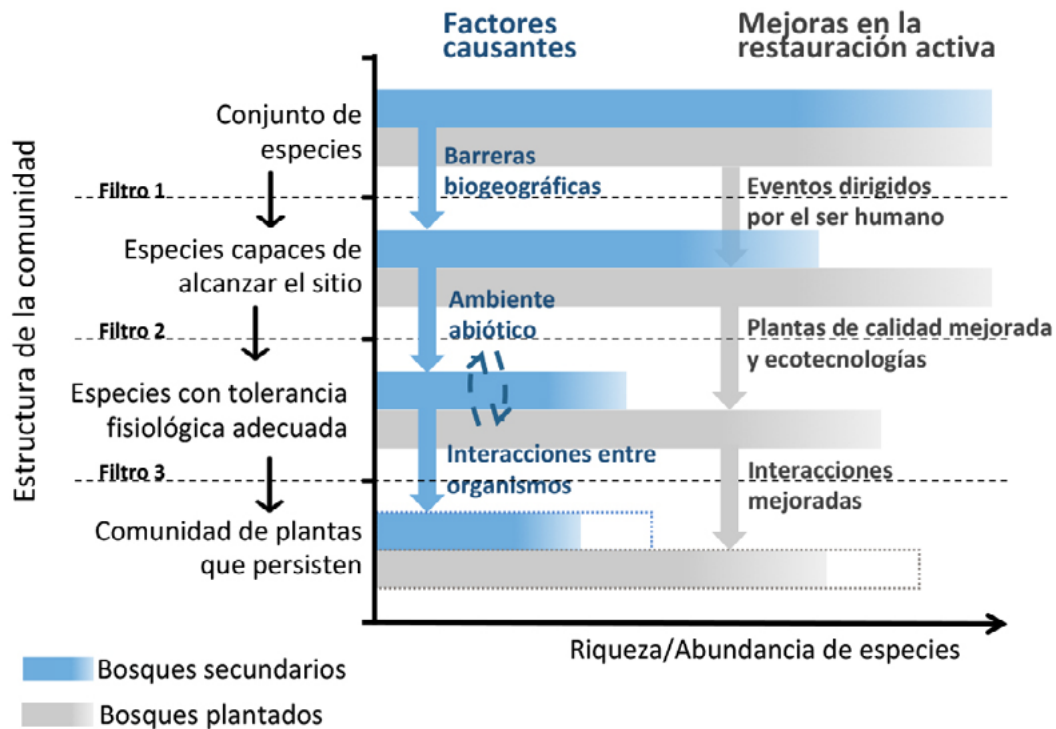 Factores
causantes
Mejoras en la
restauración activa
Estructura de la comunidad
Conjunto de
especies
Barreras
biogeográficas
Filtro 1
Eventos dirigidos
por el ser humano
Especies capaces de
alcanzar el sitio
Ambiente
abiótico
Filtro 2
Plantas de calidad mejorada
y ecotecnologías
Especies con tolerancia
fisiológica adecuada
Interacciones entre
organismos
Filtro 3
Interacciones
mejoradas
Comunidad de plantas
que persisten
Riqueza/Abundancia de especies
Bosques secundarios
Bosques plantados